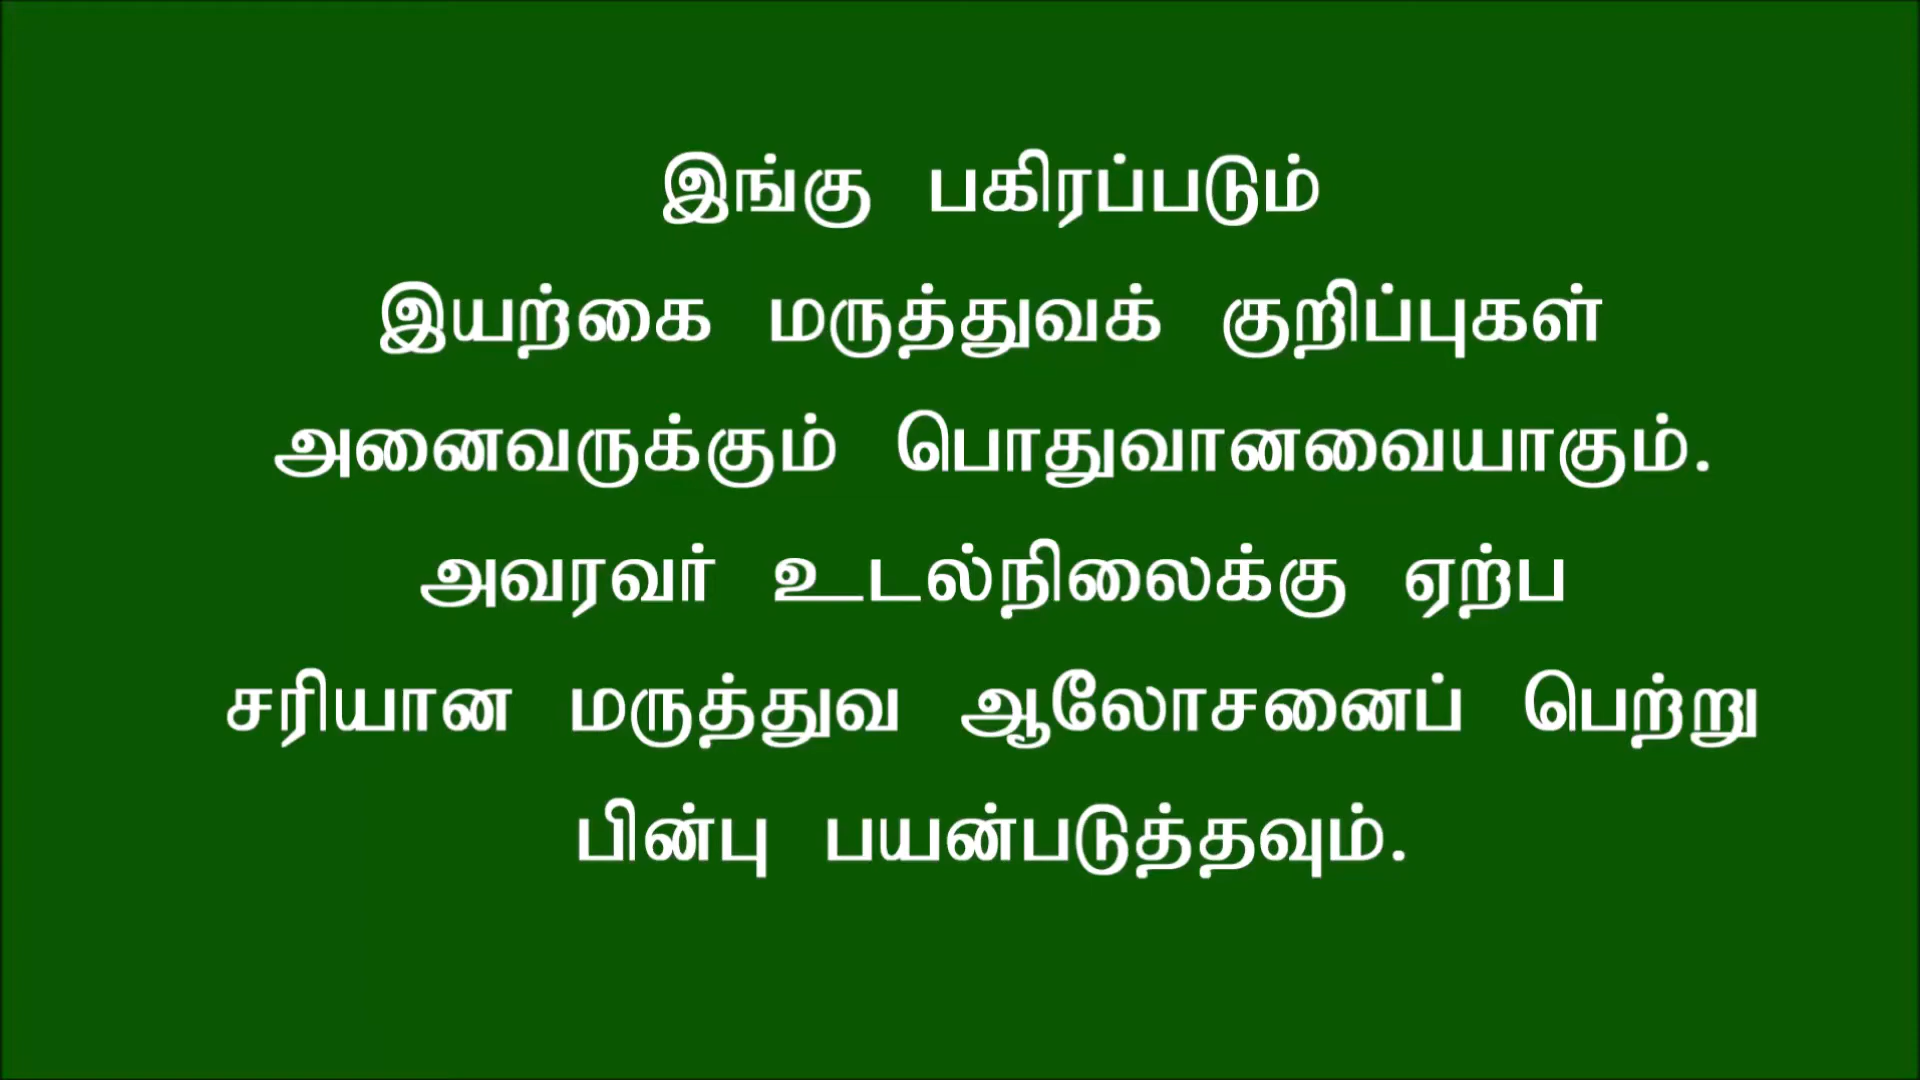 இங்கு பகிரப்படும்
இயற்கை மருத்துவக் குறிப்புகள்
அனைவருக்கும் பொதுவானவையாகும்.
அவரவர் உடல்நிலைக்கு ஏற்ப
சரியான மருத்துவ ஆலோசனைப் பெற்று
பின்பு பயன்படுத்தவும்.